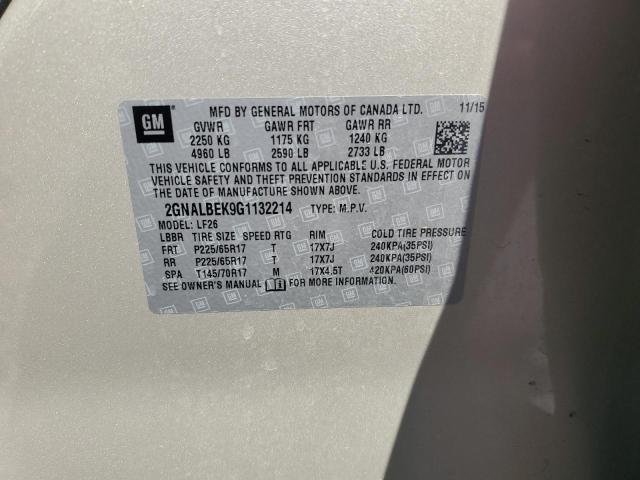 GM
MFD BY GENERAL MOTORS OF CANADA LTD. 11/15
GVWR GAWR FRT GAWR RR
2250 KG 1175 KG 1240 KG
4960 LB 2590 LB 2733 LB
THIS VEHICLE CONFORMS TO ALL APPLICABLE U.S. FEDERAL MOTOR
VEHICLE SAFETY AND THEFT PREVENTION STANDARDS IN EFFECT ON
THE DATE OF MANUFACTURE SHOWN ABOVE.
2GNALBEK9G1132214 TYPE: M.P.V.
MODEL: LF26
LBBR TIRE SIZE SPEED RTG RIM COLD TIRE PRESSURE
FRT P225/65R17 T 17X7J 240KPA(35PSI)
RR P225/65R17 T 17X7J 240KPA(35PSI)
SPA T145/70R17 M 17X4.5T 420KPA(60PSI)
SEE OWNER'S MANUAL FOR MORE INFORMATION.